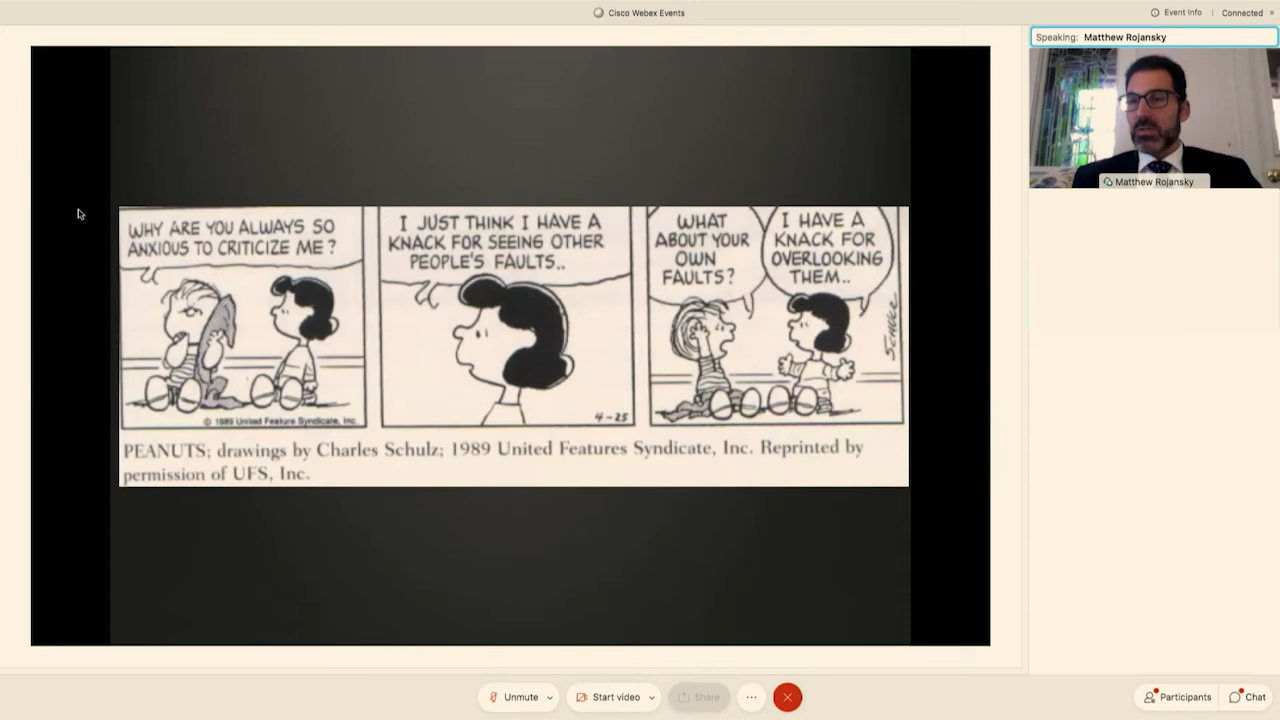 Cisco Webex Events
Event Info
Connected
Speaking: Matthew Rojansky
Matthew Rojansky
WHY ARE YOU ALWAYS SO
ANXIOUS TO CRITICIZE ME?
© 1989 United Feature Syndicate, Inc.
I JUST THINK I HAVE A
KNACK FOR SEEING OTHER
PEOPLE'S FAULTS..
4-25
WHAT
ABOUT YOUR
OWN
FAULTS?
I HAVE A
KNACK FOR
OVERLOOKING
THEM..
SCHULZ
PEANUTS; drawings by Charles Schulz; 1989 United Features Syndicate, Inc. Reprinted by
permission of UFS, Inc.
Unmute
Start video
Share
Participants
Chat